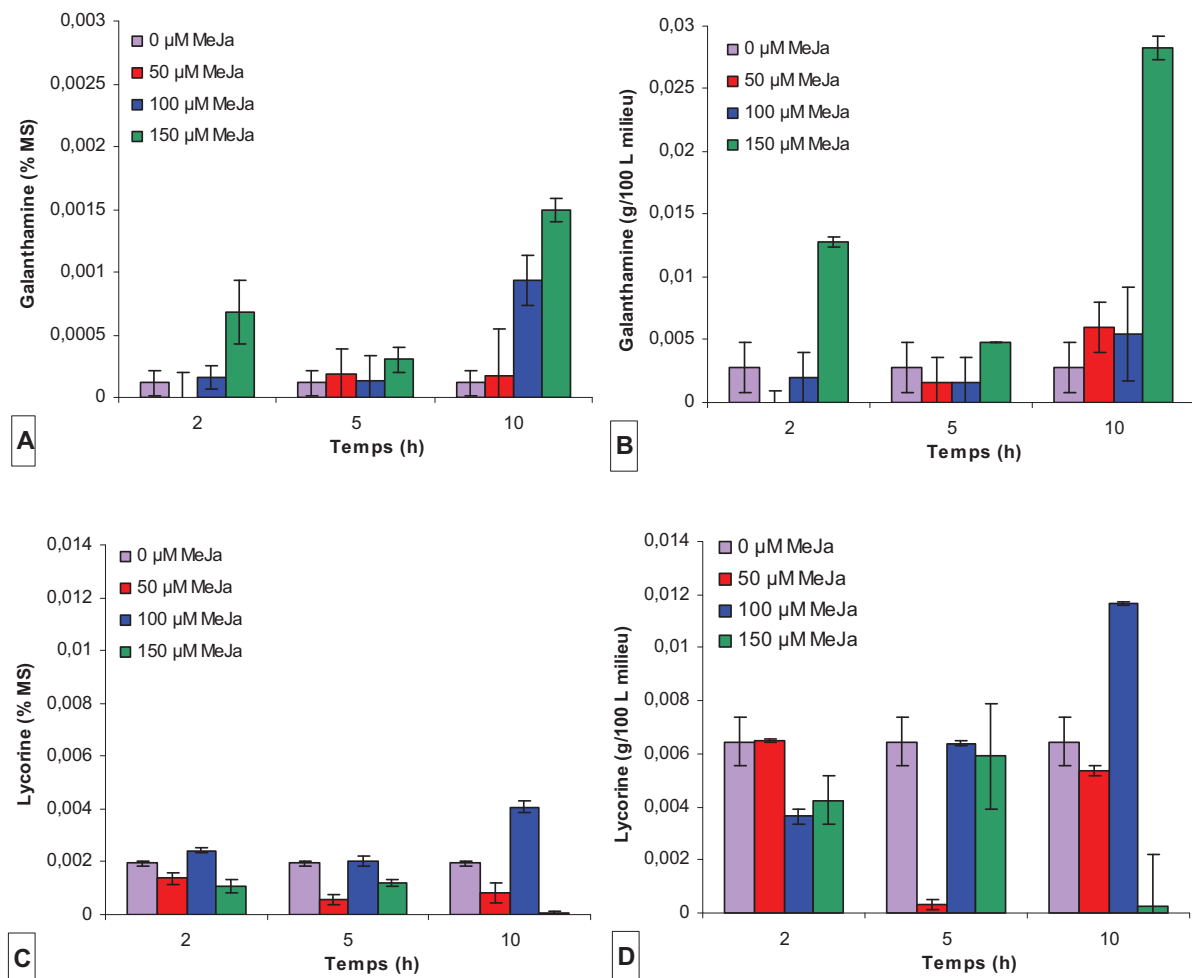 0,003
0,0025
0,002
0,0015
0,001
0,0005
0
Galanthamine (% MS)
0 µM MeJa
50 µM MeJa
100 µM MeJa
150 µM MeJa
2
5
10
Temps (h)
A
0,03
0,025
0,02
0,015
0,01
0,005
0
Galanthamine (g/100 L milieu)
0 µM MeJa
50 µM MeJa
100 µM MeJa
150 µM MeJa
2
5
10
Temps (h)
B
0,014
0,012
0,01
0,008
0,006
0,004
0,002
0
Lycorine (% MS)
0 µM MeJa
50 µM MeJa
100 µM MeJa
150 µM MeJa
2
5
10
Temps (h)
C
0,014
0,012
0,01
0,008
0,006
0,004
0,002
0
Lycorine (g/100 L milieu)
0 µM MeJa
50 µM MeJa
100 µM MeJa
150 µM MeJa
2
5
10
Temps (h)
D